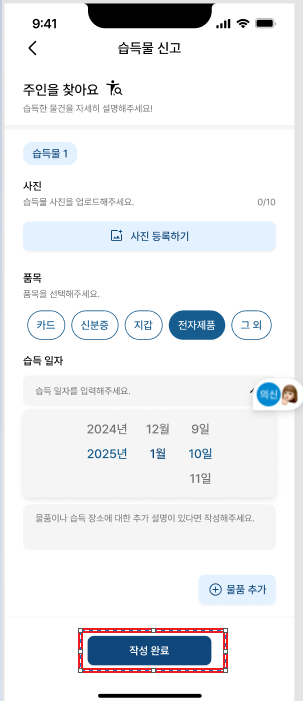 9:41
습득물 신고
주인을 찾아요
습득한 물건을 자세히 설명해주세요!
습득물 1
사진
습득물 사진을 업로드해주세요.
0/10
사진 등록하기
품목
품목을 선택해주세요.
카드
신분증
지갑
전자제품
그 외
습득 일자
습득 일자를 입력해주세요.
의신
2024년 12월 9일
2025년 1월 10일
11일
물품이나 습득 장소에 대한 추가 설명이 있다면 작성해주세요.
물품 추가
작성 완료